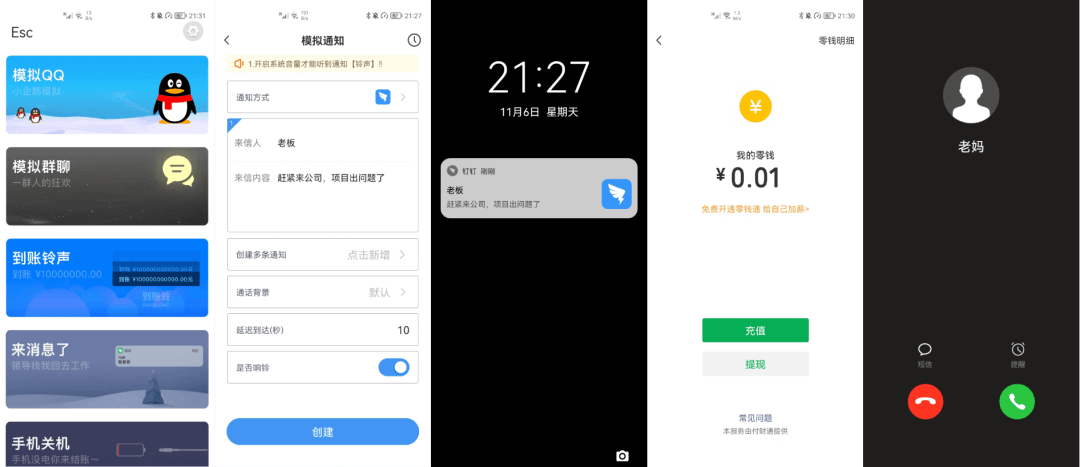 21:31
Esc
模拟QQ
小企鹅模拟
模拟群聊
一群人的狂欢
到账铃声
到账 ¥10000000.00
到账 ¥100000000000.00元
到账 ¥1000000000000.00元
到账铃
来消息了
领导找我回去工作
手机关机
手机没电你来结账～
21:27
模拟通知
1.开启系统音量才能听到通知【铃声】!!
通知方式
1
来信人 老板
来信内容 赶紧来公司，项目出问题了
创建多条通知 点击新增
通话背景 默认
延迟到达(秒) 10
是否响铃
创建
21:27
11月6日 星期天
钉钉 刚刚
老板
赶紧来公司，项目出问题了
21:30
零钱明细
¥
我的零钱
¥0.01
免费开通零钱通 给自己加薪>
充值
提现
常见问题
本服务由付财通提供
老妈
短信 提醒